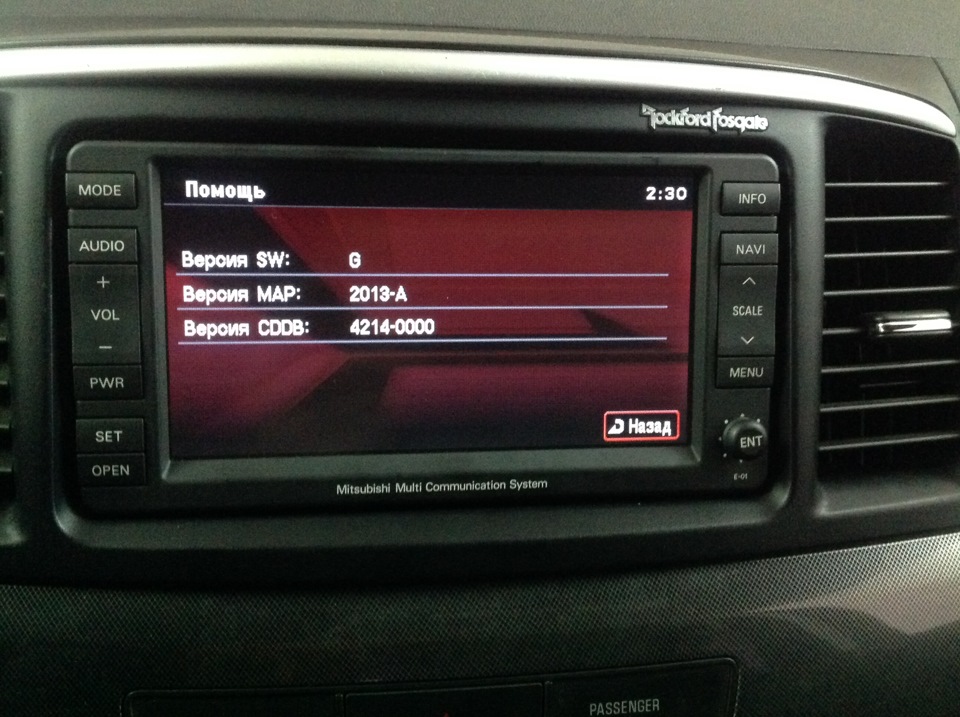 Rockford Fosgate
MODE
Помощь
2:30
INFO
AUDIO
NAVI
Версия SW: G
+
VOL
−
Версия MAP: 2013-A
SCALE
Версия CDDB: 4214-0000
PWR
MENU
SET
Назад
ENT
OPEN
E-01
Mitsubishi Multi Communication System
PASSENGER